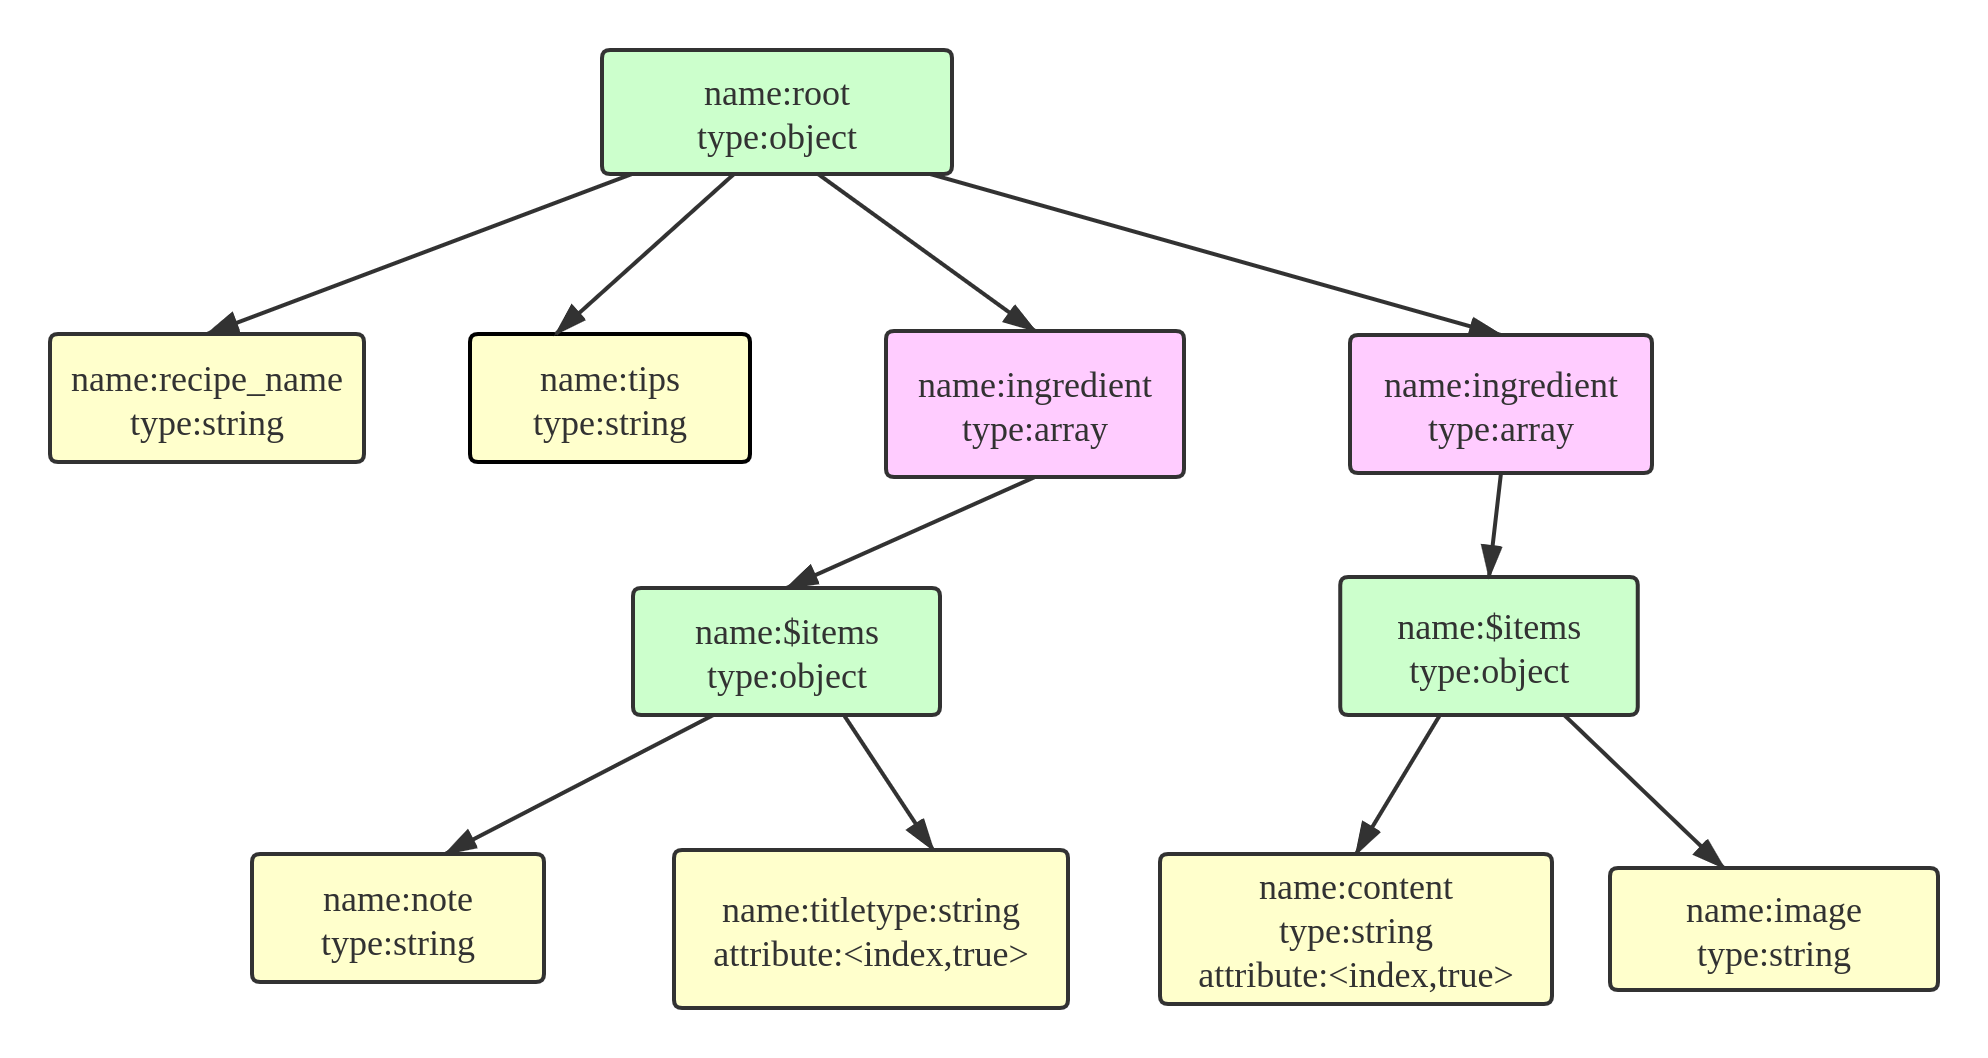 name:root
type:object
name:recipe_name
type:string
name:tips
type:string
name:ingredient
type:array
name:ingredient
type:array
name:$items
type:object
name:$items
type:object
name:note
type:string
name:titletype:string
attribute:<index,true>
name:content
type:string
attribute:<index,true>
name:image
type:string